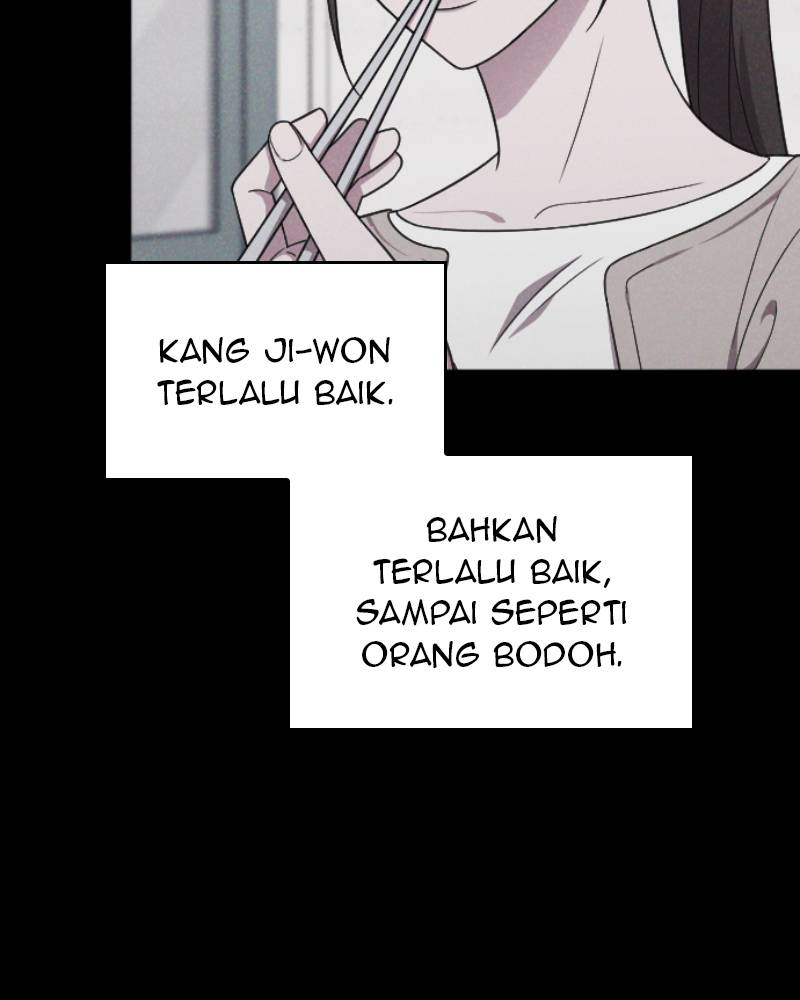 KANG JI-WON
TERLALU BAIK.
BAHKAN
TERLALU BAIK,
SAMPAI SEPERTI
ORANG BODOH.